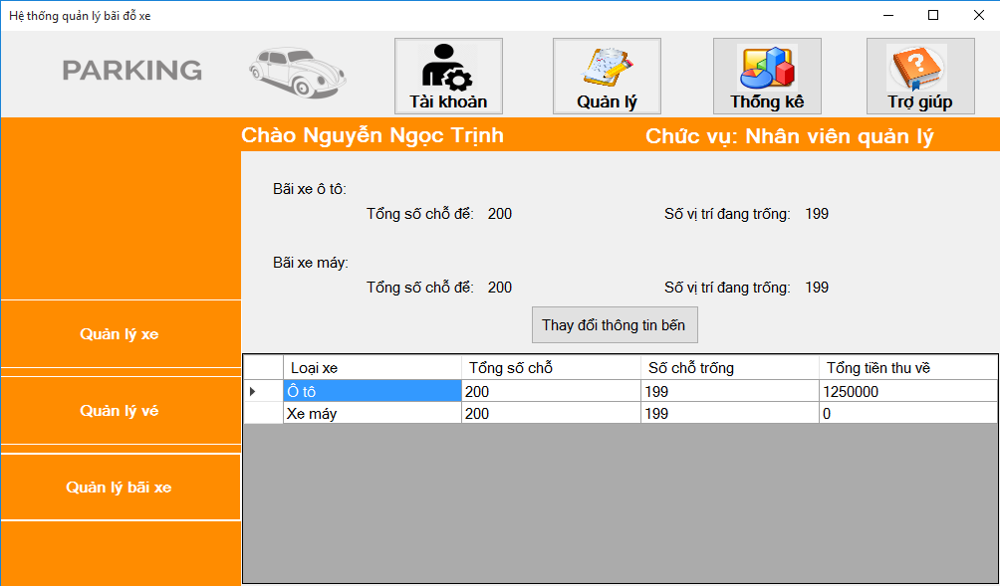 Hệ thống quản lý bãi đỗ xe
PARKING
Tài khoản
Quản lý
Thống kê
Trợ giúp
Chào Nguyễn Ngọc Trịnh
Chức vụ: Nhân viên quản lý
Bãi xe ô tô:
Tổng số chỗ để: 200
Số vị trí đang trống: 199
Bãi xe máy:
Tổng số chỗ để: 200
Số vị trí đang trống: 199
Thay đổi thông tin bến
Quản lý xe
Quản lý vé
Quản lý bãi xe
Loại xe Tổng số chỗ Số chỗ trống Tổng tiền thu về
Ô tô 200 199 1250000
Xe máy 200 199 0